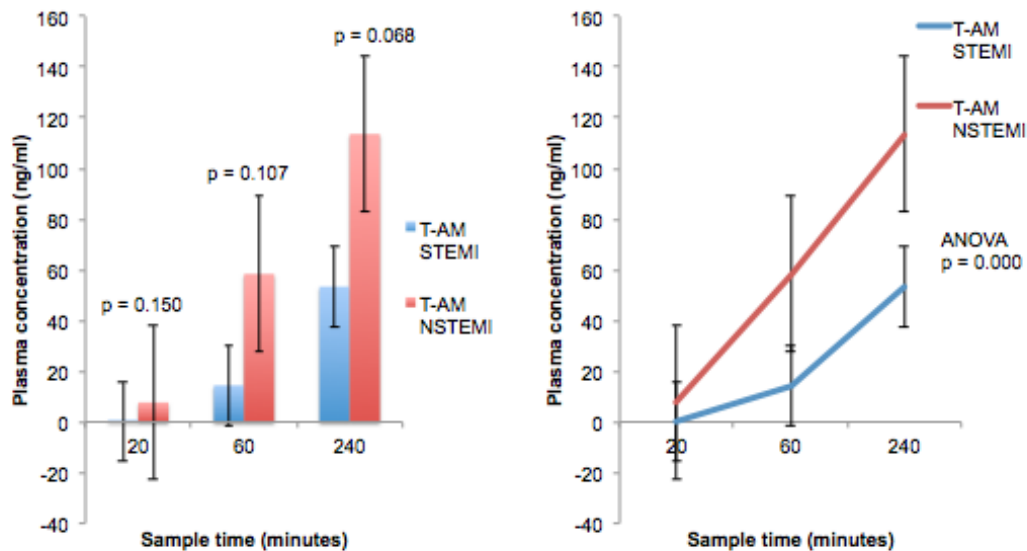 160
140
120
100
80
60
40
20
0
-20
-40
Plasma concentration (ng/ml)
p = 0.150
p = 0.107
p = 0.068
20
60
240
Sample time (minutes)
T-AM
STEMI
T-AM
NSTEMI
160
140
120
100
80
60
40
20
0
-20
-40
Plasma concentration (ng/ml)
20
60
240
Sample time (minutes)
T-AM
STEMI
T-AM
NSTEMI
ANOVA
p = 0.000